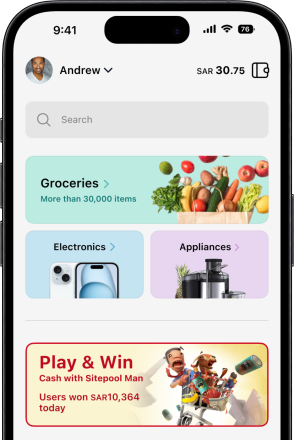 9:41
76
Andrew
SAR 30.75
Search
Groceries
More than 30,000 items
Electronics
Appliances
Play & Win
Cash with Sitepool Man
Users won SAR10,364
today